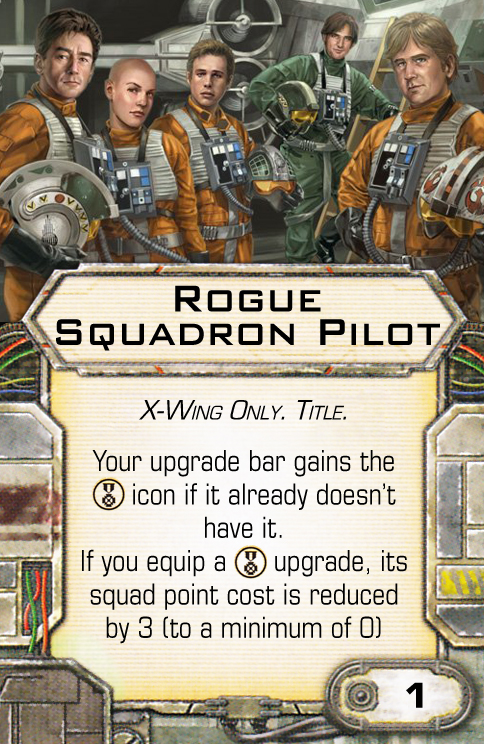 Rogue
Squadron Pilot
X-Wing Only. Title.
Your upgrade bar gains the
icon if it already doesn't
have it.
If you equip a upgrade, its
squad point cost is reduced
by 3 (to a minimum of 0)
1